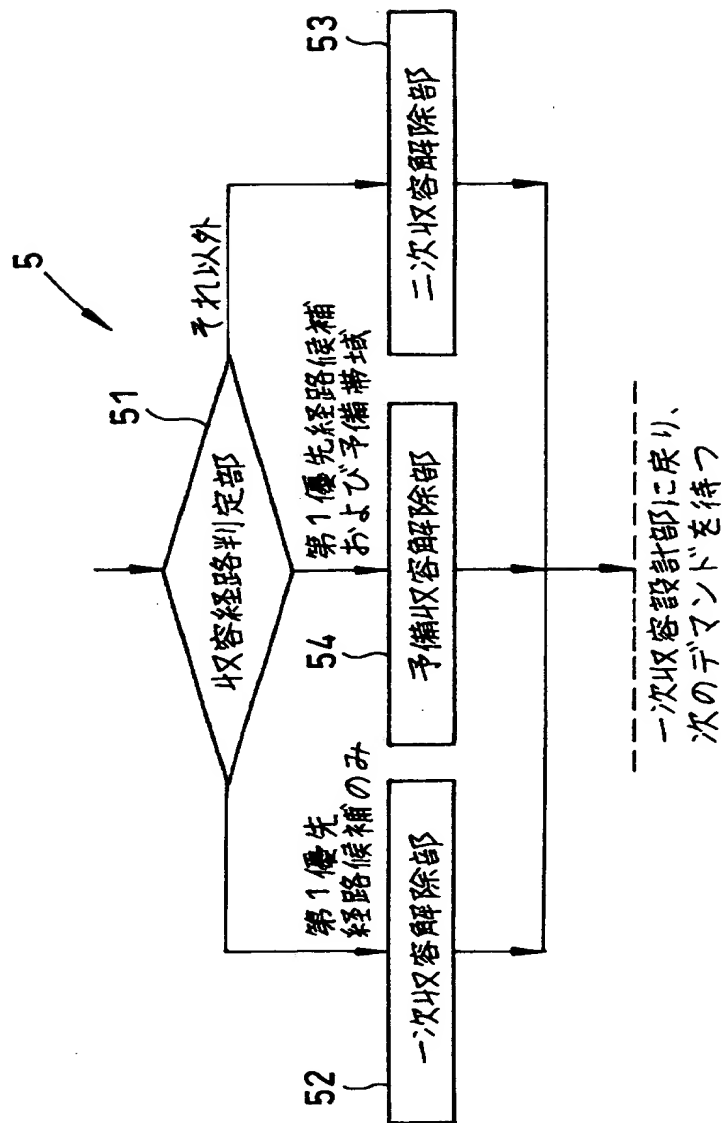 5
51
収容経路判定部
それ以外
第1優先
経路候補のみ
第1優先経路候補
および予備帯域
52
一次収容解除部
54
予備収容解除部
53
二次収容解除部
一次収容設計部に戻り、
次のデマンドを待つ